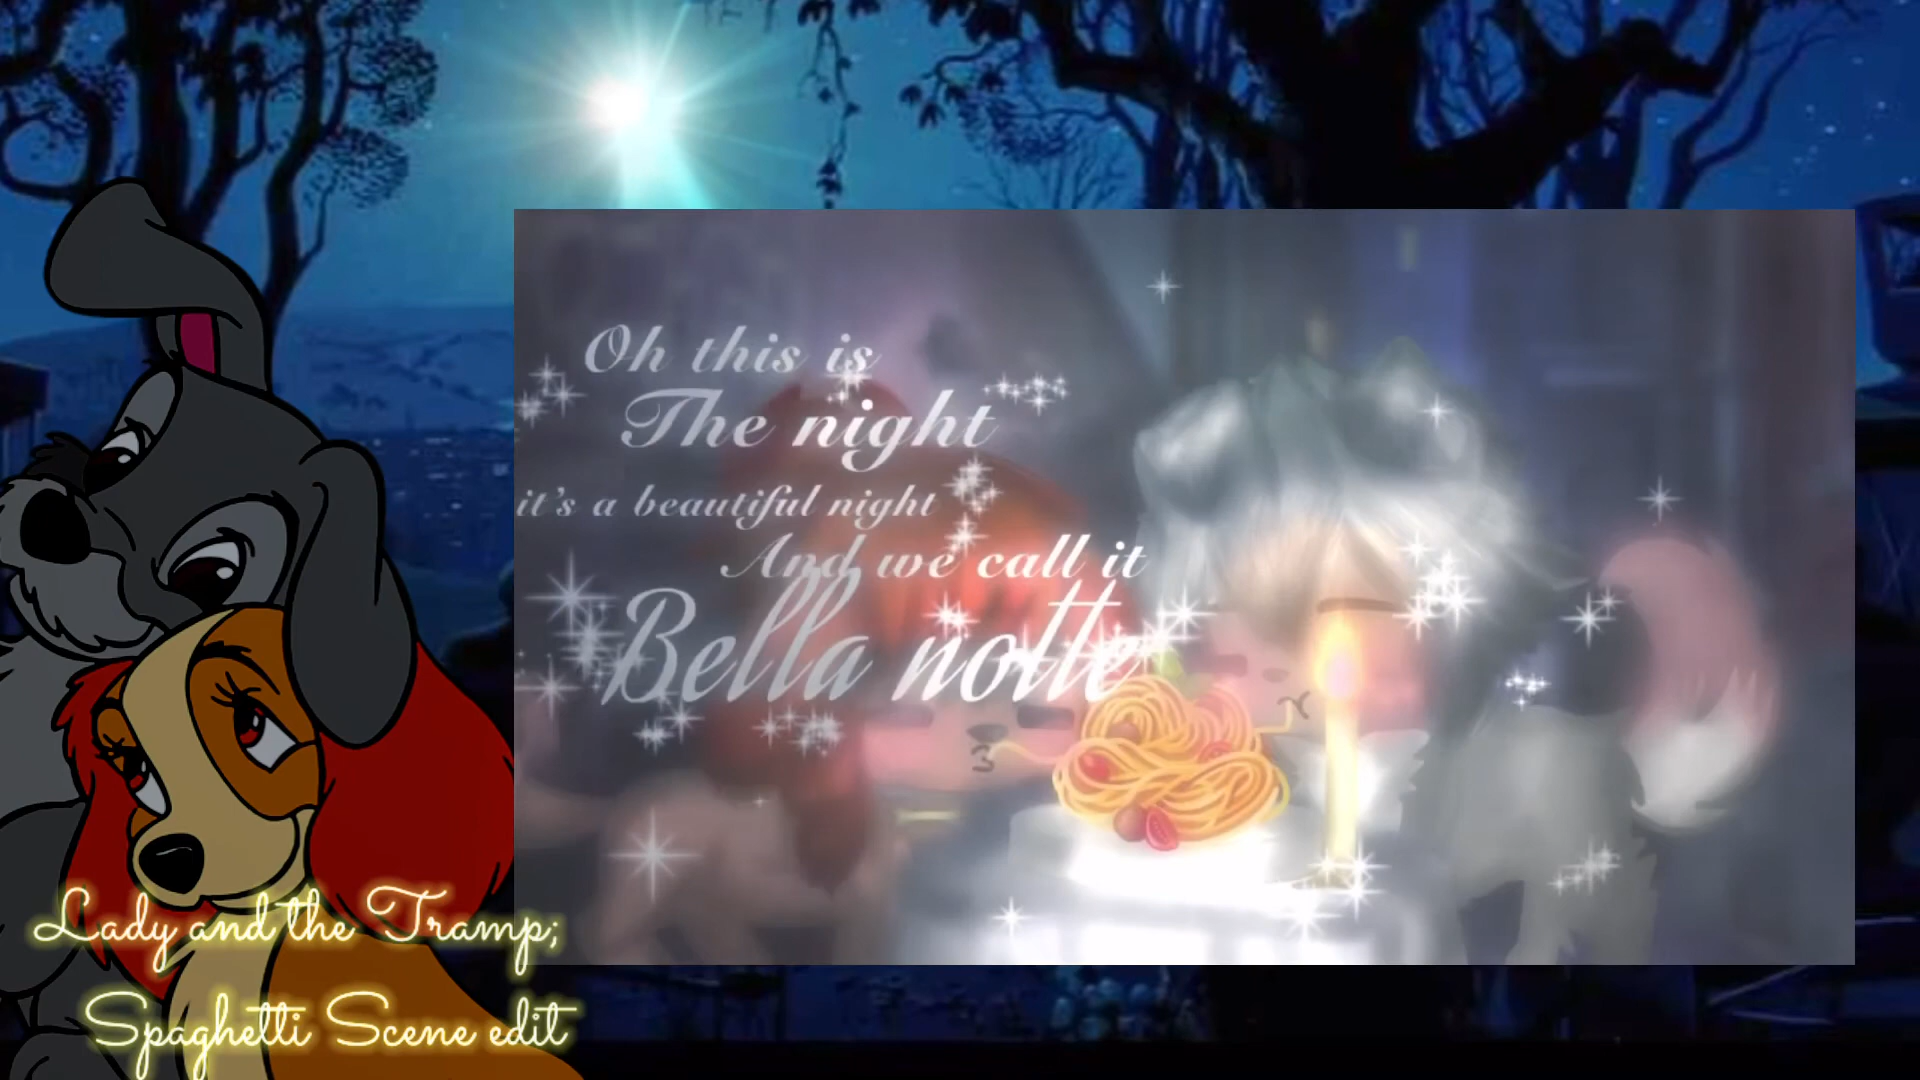 Oh this is
The night
it's a beautiful night
And we call it
Bella notte
Lady and the Tramp;
Spaghetti Scene edit